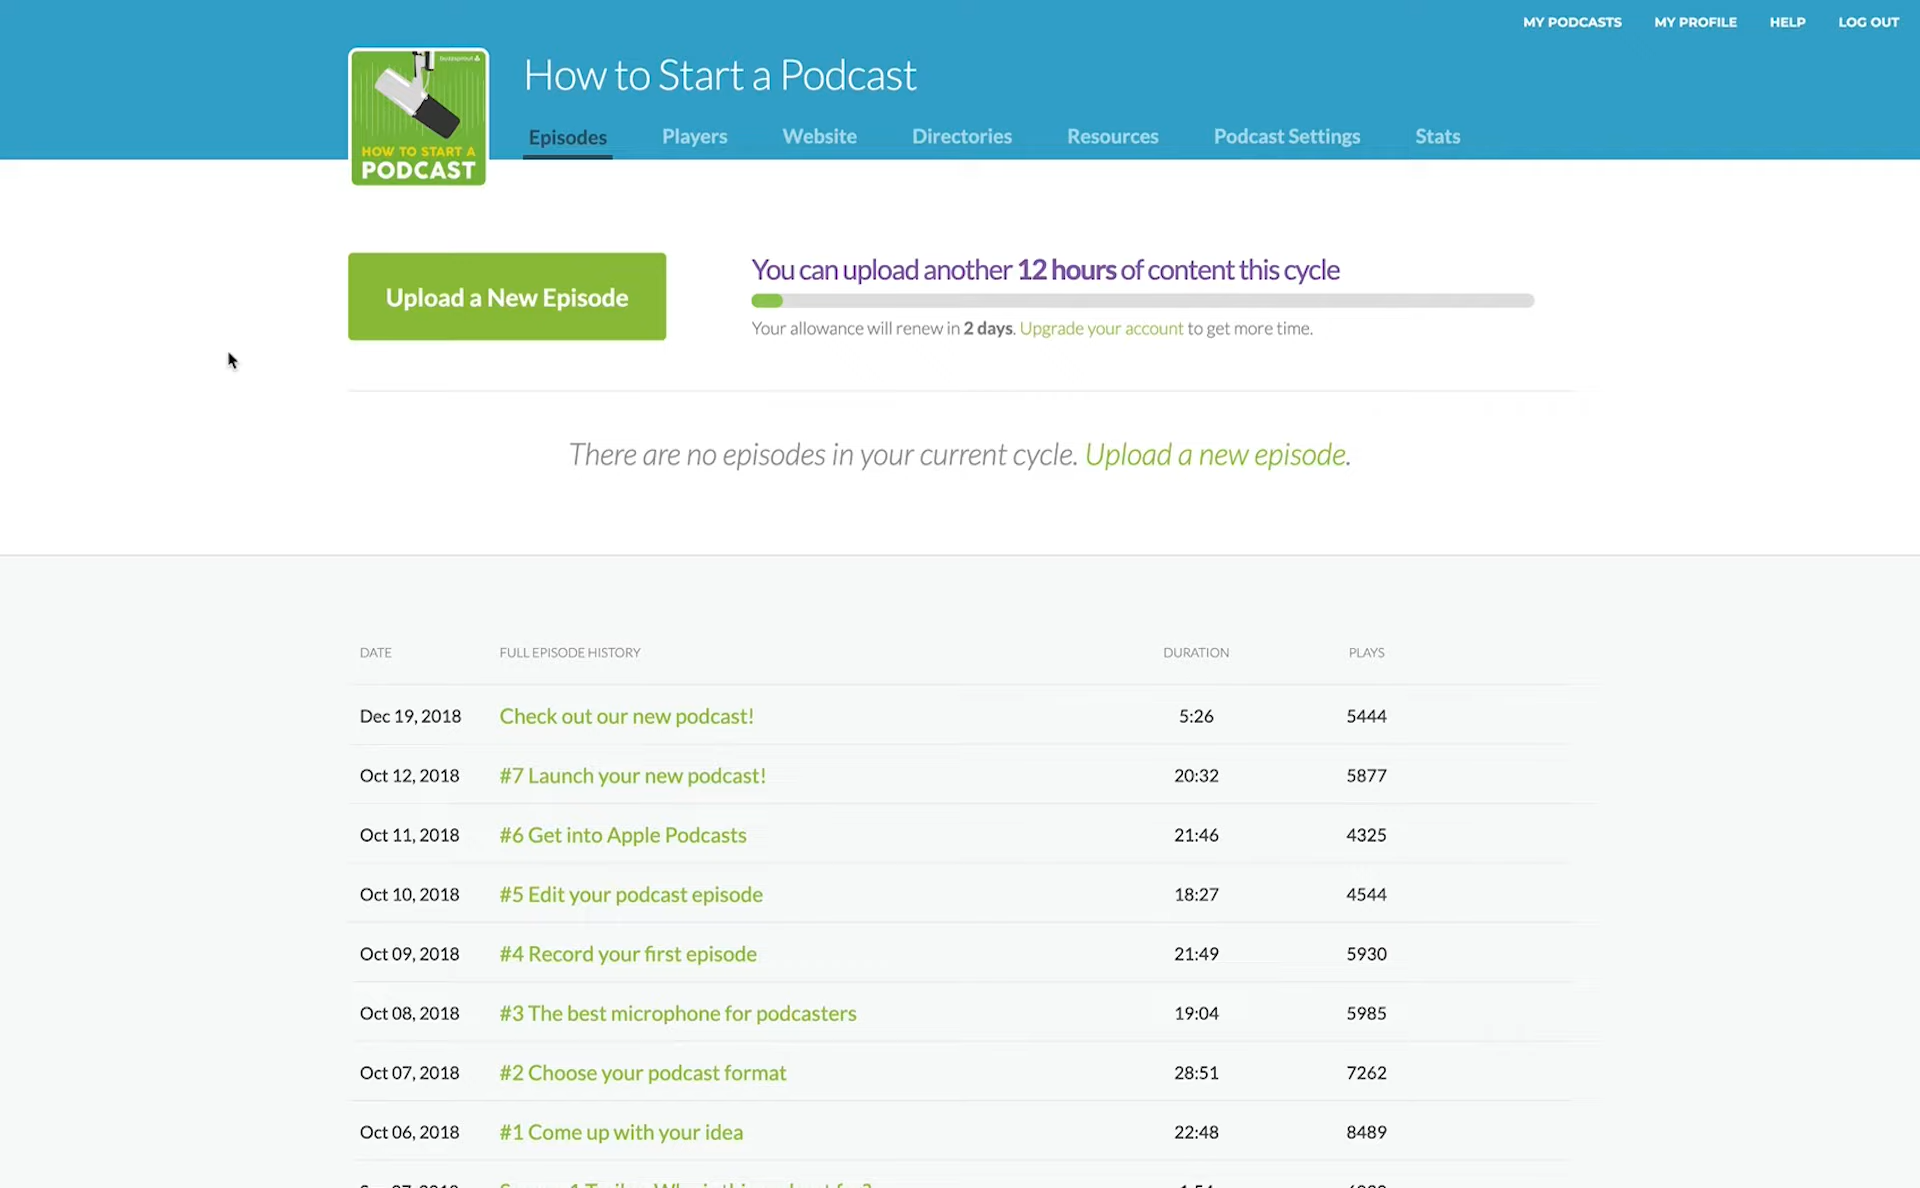 MY PODCASTS MY PROFILE HELP LOG OUT
buzzsprout
HOW TO START A
PODCAST
How to Start a Podcast
Episodes Players Website Directories Resources Podcast Settings Stats
Upload a New Episode
You can upload another 12 hours of content this cycle
Your allowance will renew in 2 days. Upgrade your account to get more time.
There are no episodes in your current cycle. Upload a new episode.
DATE FULL EPISODE HISTORY DURATION PLAYS
Dec 19, 2018 Check out our new podcast! 5:26 5444
Oct 12, 2018 #7 Launch your new podcast! 20:32 5877
Oct 11, 2018 #6 Get into Apple Podcasts 21:46 4325
Oct 10, 2018 #5 Edit your podcast episode 18:27 4544
Oct 09, 2018 #4 Record your first episode 21:49 5930
Oct 08, 2018 #3 The best microphone for podcasters 19:04 5985
Oct 07, 2018 #2 Choose your podcast format 28:51 7262
Oct 06, 2018 #1 Come up with your idea 22:48 8489